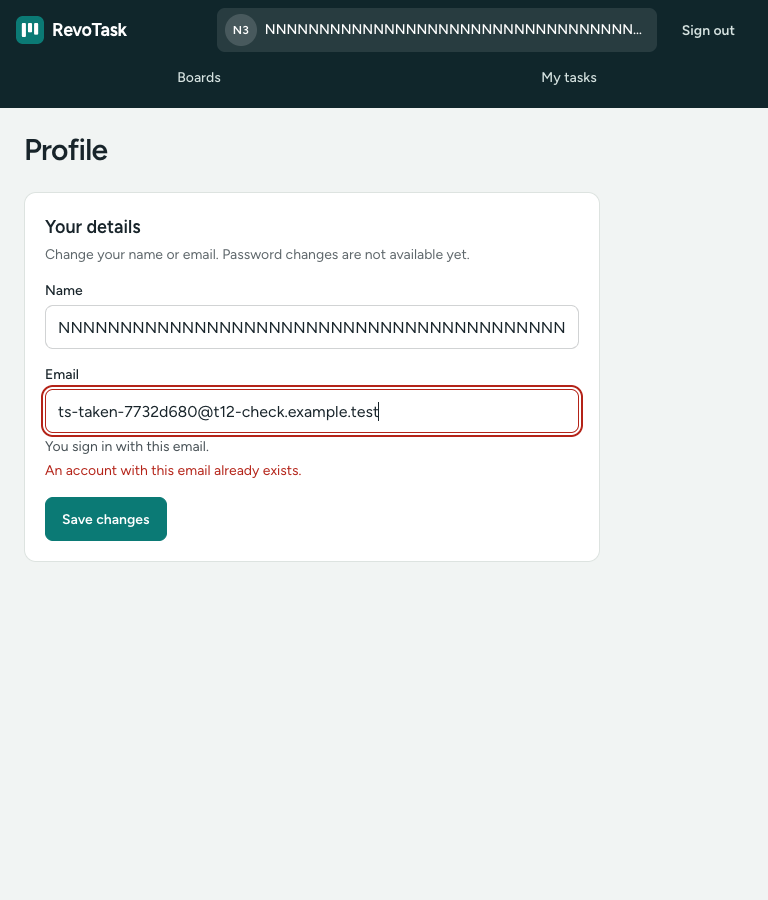 RevoTask
N3
NNNNNNNNNNNNNNNNNNNNNNNNNNNNNNNNNN...
Sign out
Boards
My tasks
Profile
Your details
Change your name or email. Password changes are not available yet.
Name
NNNNNNNNNNNNNNNNNNNNNNNNNNNNNNNNNNNNNNNNN
Email
ts-taken-7732d680@t12-check.example.test
You sign in with this email.
An account with this email already exists.
Save changes